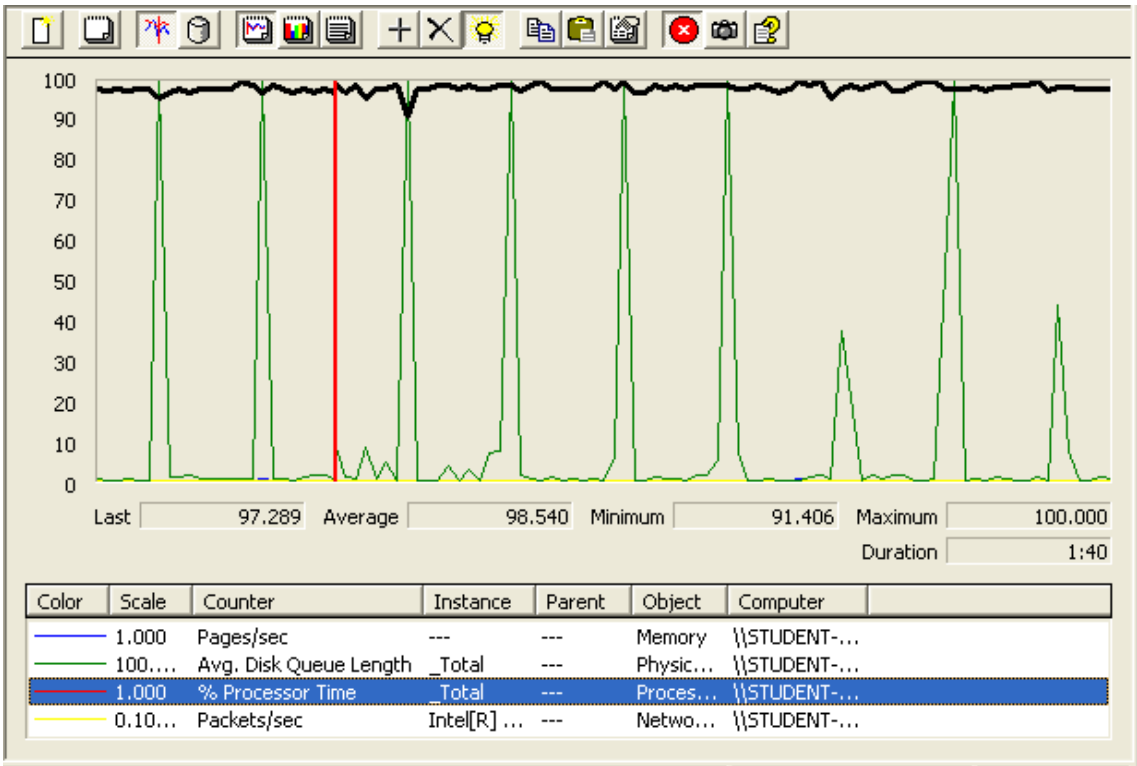 100
90
80
70
60
50
40
30
20
10
0
Last 97.289 Average 98.540 Minimum 91.406 Maximum 100.000
Duration 1:40
Color Scale Counter Instance Parent Object Computer
1.000 Pages/sec --- --- Memory \\STUDENT-...
100.... Avg. Disk Queue Length _Total --- Physic... \\STUDENT-...
1.000 % Processor Time _Total --- Proces... \\STUDENT-...
0.10... Packets/sec Intel[R] ... --- Netwo... \\STUDENT-...